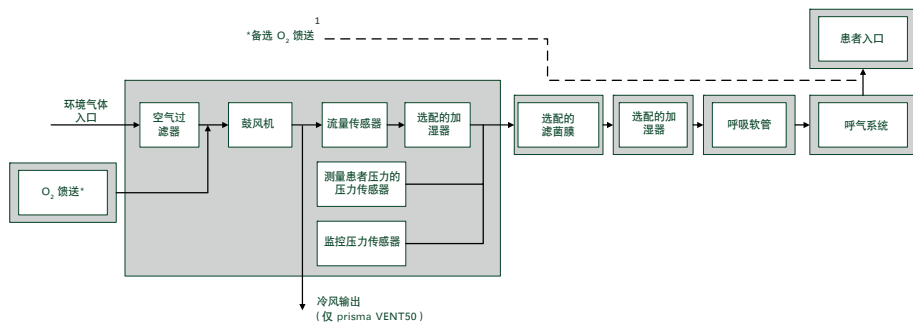 *备选 O₂ 馈送¹
患者入口
环境气体
入口
空气过
滤器
鼓风机
流量传感器
选配的加
湿器
选配的
滤菌膜
选配的加
湿器
呼吸软管
呼气系统
O₂ 馈送*
测量患者压力的
压力传感器
监控压力传感器
冷风输出
(仅 prisma VENT50)